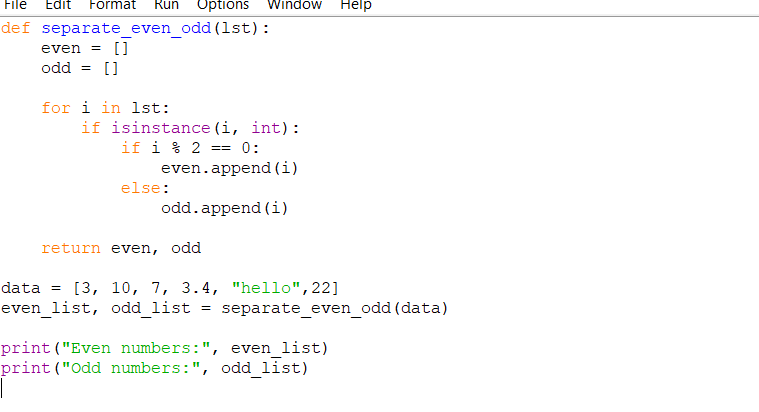 File Edit Format Run Options Window Help
def separate_even_odd(lst):
    even = []
    odd = []

    for i in lst:
        if isinstance(i, int):
            if i % 2 == 0:
                even.append(i)
            else:
                odd.append(i)

    return even, odd

data = [3, 10, 7, 3.4, "hello",22]
even_list, odd_list = separate_even_odd(data)

print("Even numbers:", even_list)
print("Odd numbers:", odd_list)